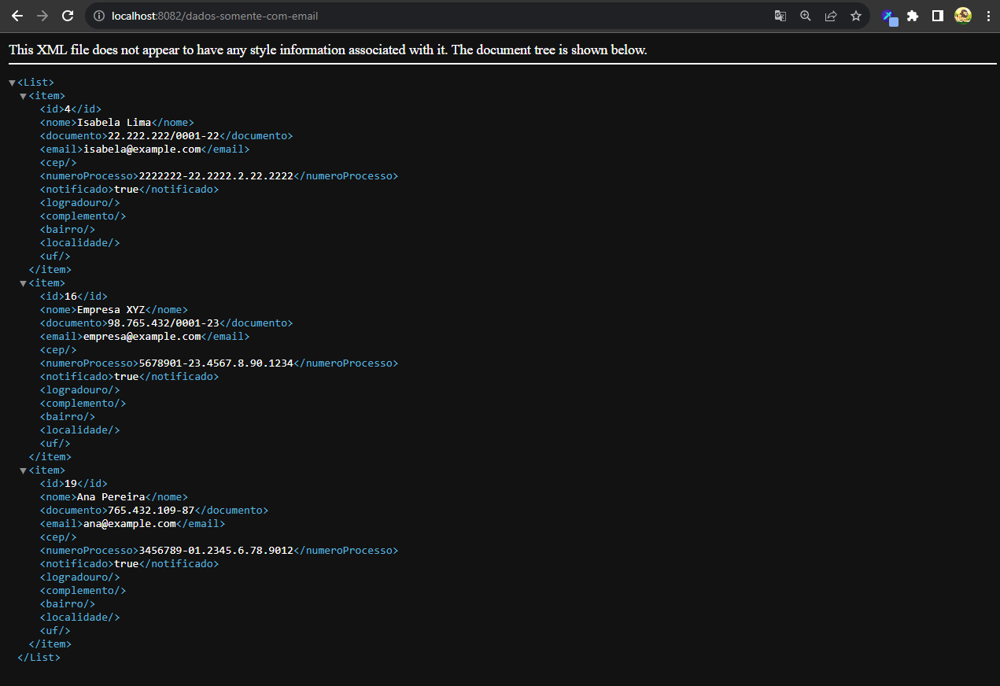 localhost:8082/dados-somente-com-email
This XML file does not appear to have any style information associated with it. The document tree is shown below.
▼<List>
▼<item>
<id>4</id>
<nome>Isabela Lima</nome>
<documento>22.222.222/0001-22</documento>
<email>isabela@example.com</email>
<cep/>
<numeroProcesso>2222222-22.2222.2.22.2222</numeroProcesso>
<notificado>true</notificado>
<logradouro/>
<complemento/>
<bairro/>
<localidade/>
<uf/>
</item>
▼<item>
<id>16</id>
<nome>Empresa XYZ</nome>
<documento>98.765.432/0001-23</documento>
<email>empresa@example.com</email>
<cep/>
<numeroProcesso>5678901-23.4567.8.90.1234</numeroProcesso>
<notificado>true</notificado>
<logradouro/>
<complemento/>
<bairro/>
<localidade/>
<uf/>
</item>
▼<item>
<id>19</id>
<nome>Ana Pereira</nome>
<documento>765.432.109-87</documento>
<email>ana@example.com</email>
<cep/>
<numeroProcesso>3456789-01.2345.6.78.9012</numeroProcesso>
<notificado>true</notificado>
<logradouro/>
<complemento/>
<bairro/>
<localidade/>
<uf/>
</item>
</List>